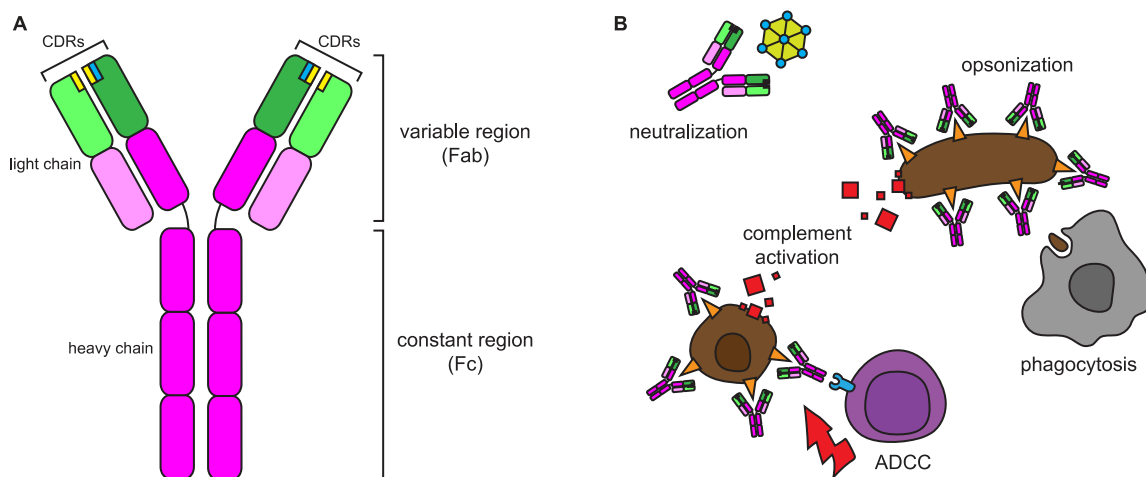 A
CDRs
CDRs
light chain
variable region
(Fab)
heavy chain
constant region
(Fc)
B
neutralization
opsonization
complement
activation
phagocytosis
ADCC